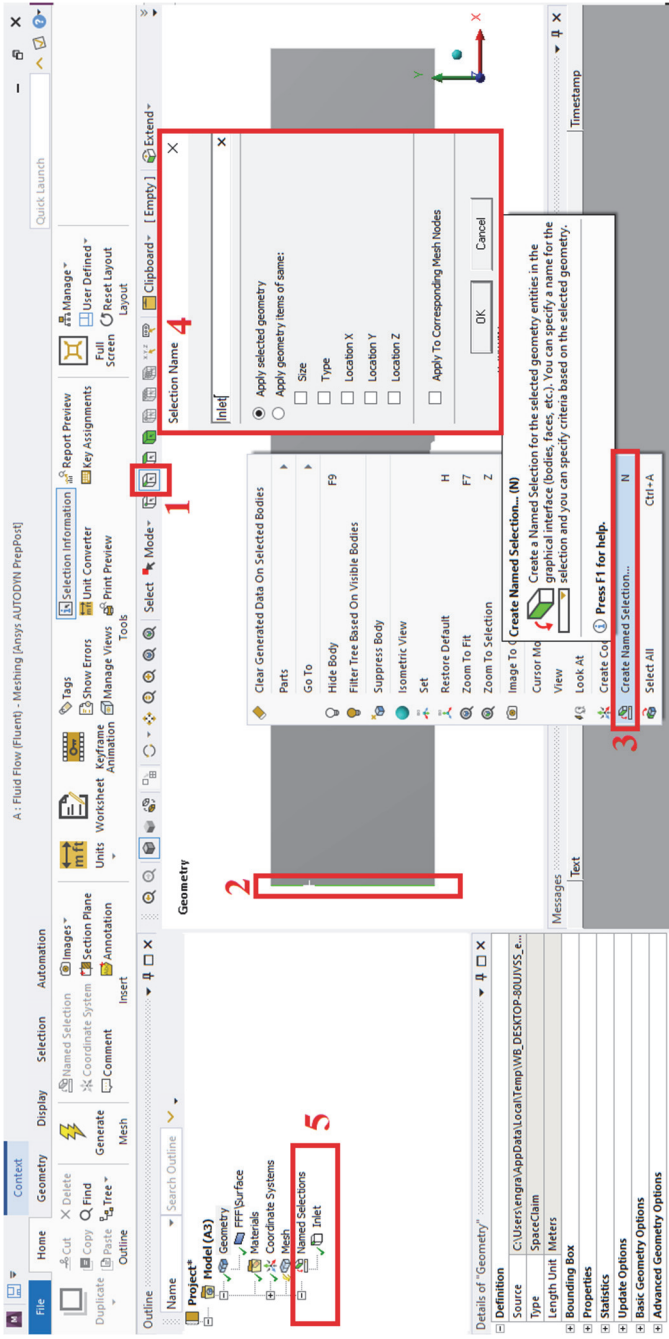 A : Fluid Flow (Fluent) - Meshing [Ansys AUTODYN PrepPost]
Context
File Home Geometry Display Selection Automation
Quick Launch
Duplicate
Cut
Copy
Paste
Delete
Find
Tree
Outline
Generate
Mesh
Named Selection
Coordinate System
Comment
Images
Section Plane
Annotation
Insert
Units
Worksheet
Keyframe
Animation
Tags
Show Errors
Manage Views
Selection Information
Unit Converter
Print Preview
Report Preview
Key Assignments
Tools
Full
Screen
Manage
User Defined
Reset Layout
Layout
Select Mode
Clipboard [ Empty ] Extend
1
Outline
Name Search Outline
Project*
Model (A3)
Geometry
FFF\Surface
Materials
Coordinate Systems
Mesh
Named Selections
Inlet
5
Geometry
2
Clear Generated Data On Selected Bodies
Parts
Go To
Hide Body F9
Filter Tree Based On Visible Bodies
Suppress Body
Isometric View
Set
Restore Default H
Zoom To Fit F7
Zoom To Selection Z
Image To C
Cursor Mo
View
Look At
Create Coo
3
Create Named Selection... N
Select All Ctrl+A
Create Named Selection... (N)
Create a Named Selection for the selected geometry entities in the
graphical interface (bodies, faces, etc.). You can specify a name for the
selection and you can specify criteria based on the selected geometry.
Press F1 for help.
4
Selection Name
Inlet
Apply selected geometry
Apply geometry items of same:
Size
Type
Location X
Location Y
Location Z
Apply To Corresponding Mesh Nodes
OK Cancel
Y
X
Details of "Geometry"
Definition
Source C:\Users\engra\AppData\Local\Temp\WB_DESKTOP-80UJVSS_e...
Type SpaceClaim
Length Unit Meters
Bounding Box
Properties
Statistics
Update Options
Basic Geometry Options
Advanced Geometry Options
Messages
Text Timestamp